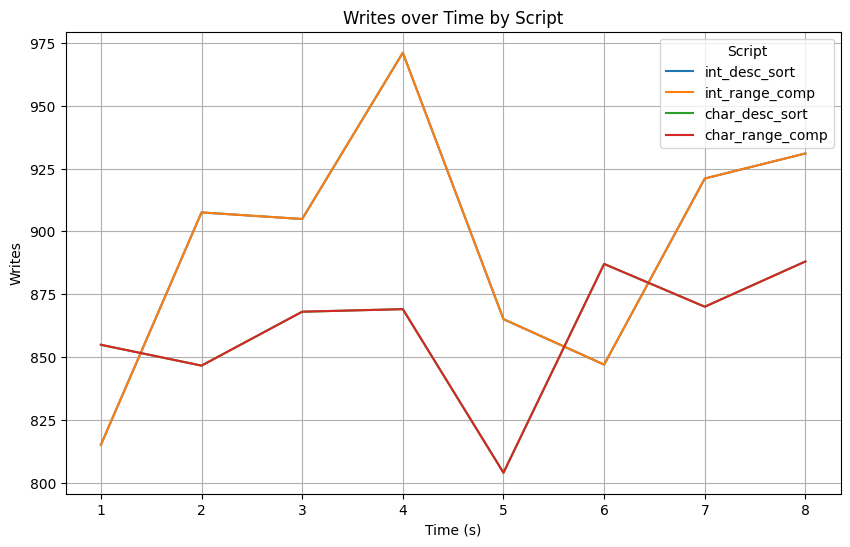 Writes over Time by Script
Script
int_desc_sort
int_range_comp
char_desc_sort
char_range_comp
975
950
925
900
875
850
825
800
Writes
1 2 3 4 5 6 7 8
Time (s)